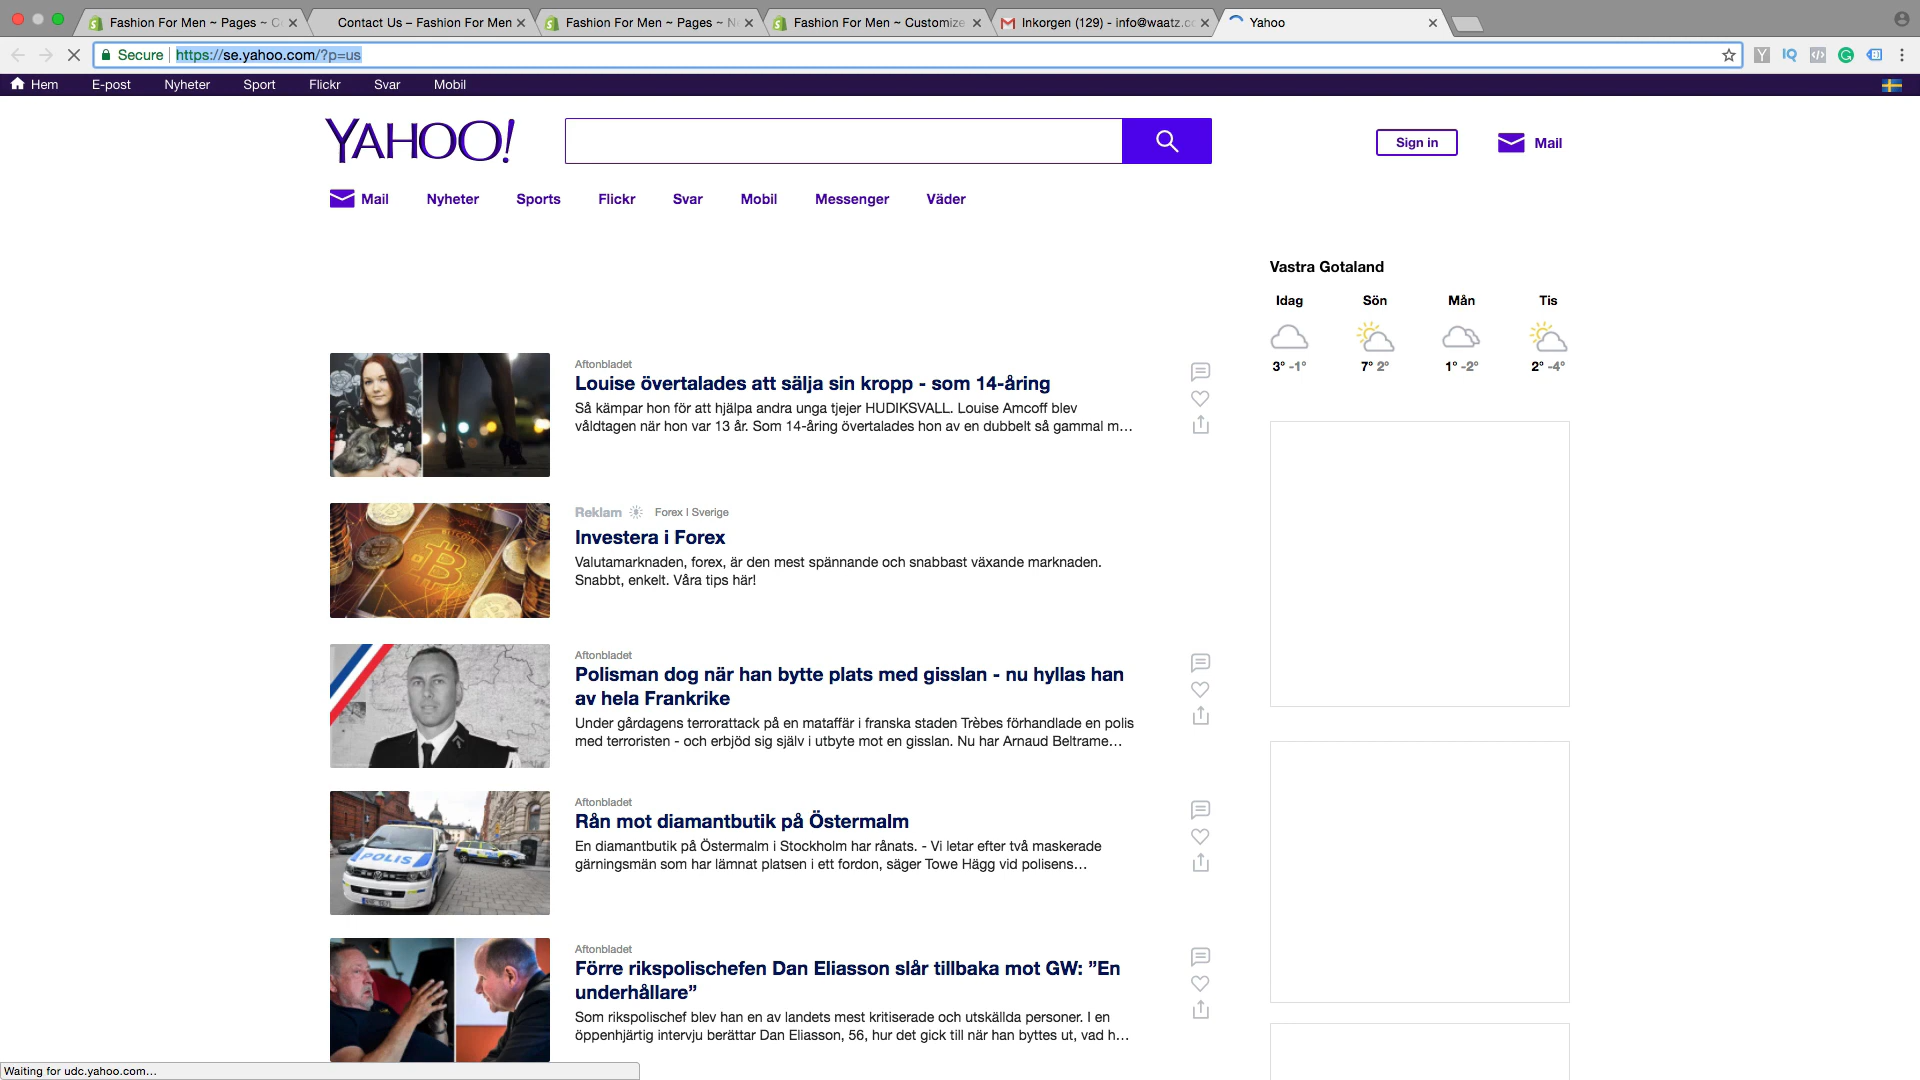 Fashion For Men ~ Pages ~ C
Contact Us – Fashion For Men
Fashion For Men ~ Pages ~ N
Fashion For Men ~ Customize
Inkorgen (129) - info@waatz.co
Yahoo
Secure
https://se.yahoo.com/?p=us
Hem
E-post
Nyheter
Sport
Flickr
Svar
Mobil
YAHOO!
Sign in
Mail
Mail
Nyheter
Sports
Flickr
Svar
Mobil
Messenger
Väder
Vastra Gotaland
Idag
Sön
Mån
Tis
3° -1°
7° 2°
1° -2°
2° -4°
Aftonbladet
Louise övertalades att sälja sin kropp - som 14-åring
Så kämpar hon för att hjälpa andra unga tjejer HUDIKSVALL. Louise Amcoff blev
våldtagen när hon var 13 år. Som 14-åring övertalades hon av en dubbelt så gammal m...
Reklam
Forex I Sverige
Investera i Forex
Valutamarknaden, forex, är den mest spännande och snabbast växande marknaden.
Snabbt, enkelt. Våra tips här!
Aftonbladet
Polisman dog när han bytte plats med gisslan - nu hyllas han
av hela Frankrike
Under gårdagens terrorattack på en mataffär i franska staden Trèbes förhandlade en polis
med terroristen - och erbjöd sig själv i utbyte mot en gisslan. Nu har Arnaud Beltrame...
POLIS
Aftonbladet
Rån mot diamantbutik på Östermalm
En diamantbutik på Östermalm i Stockholm har rånats. - Vi letar efter två maskerade
gärningsmän som har lämnat platsen i ett fordon, säger Towe Hägg vid polisens...
Aftonbladet
Förre rikspolischefen Dan Eliasson slår tillbaka mot GW: ”En
underhållare”
Som rikspolischef blev han en av landets mest kritiserade och utskällda personer. I en
öppenhjärtig intervju berättar Dan Eliasson, 56, hur det gick till när han byttes ut, vad h...
Waiting for udc.yahoo.com...